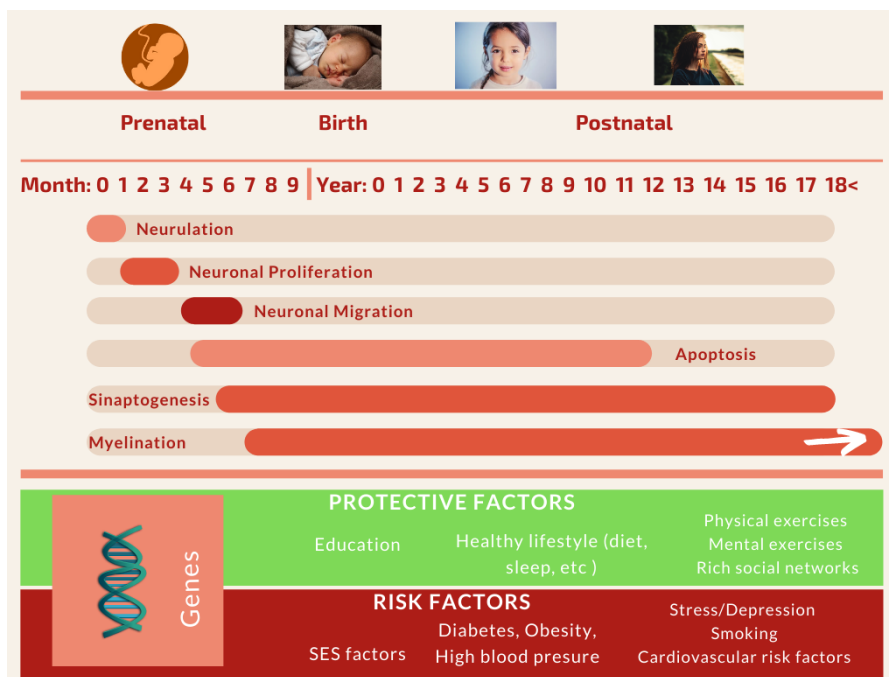 Prenatal Birth Postnatal
Month: 0 1 2 3 4 5 6 7 8 9 Year: 0 1 2 3 4 5 6 7 8 9 10 11 12 13 14 15 16 17 18<
Neurulation
Neuronal Proliferation
Neuronal Migration
Apoptosis
Sinaptogenesis
Myelination
Genes
PROTECTIVE FACTORS
Education
Healthy lifestyle (diet,
sleep, etc )
Physical exercises
Mental exercises
Rich social networks
RISK FACTORS
SES factors
Diabetes, Obesity,
High blood presure
Stress/Depression
Smoking
Cardiovascular risk factors